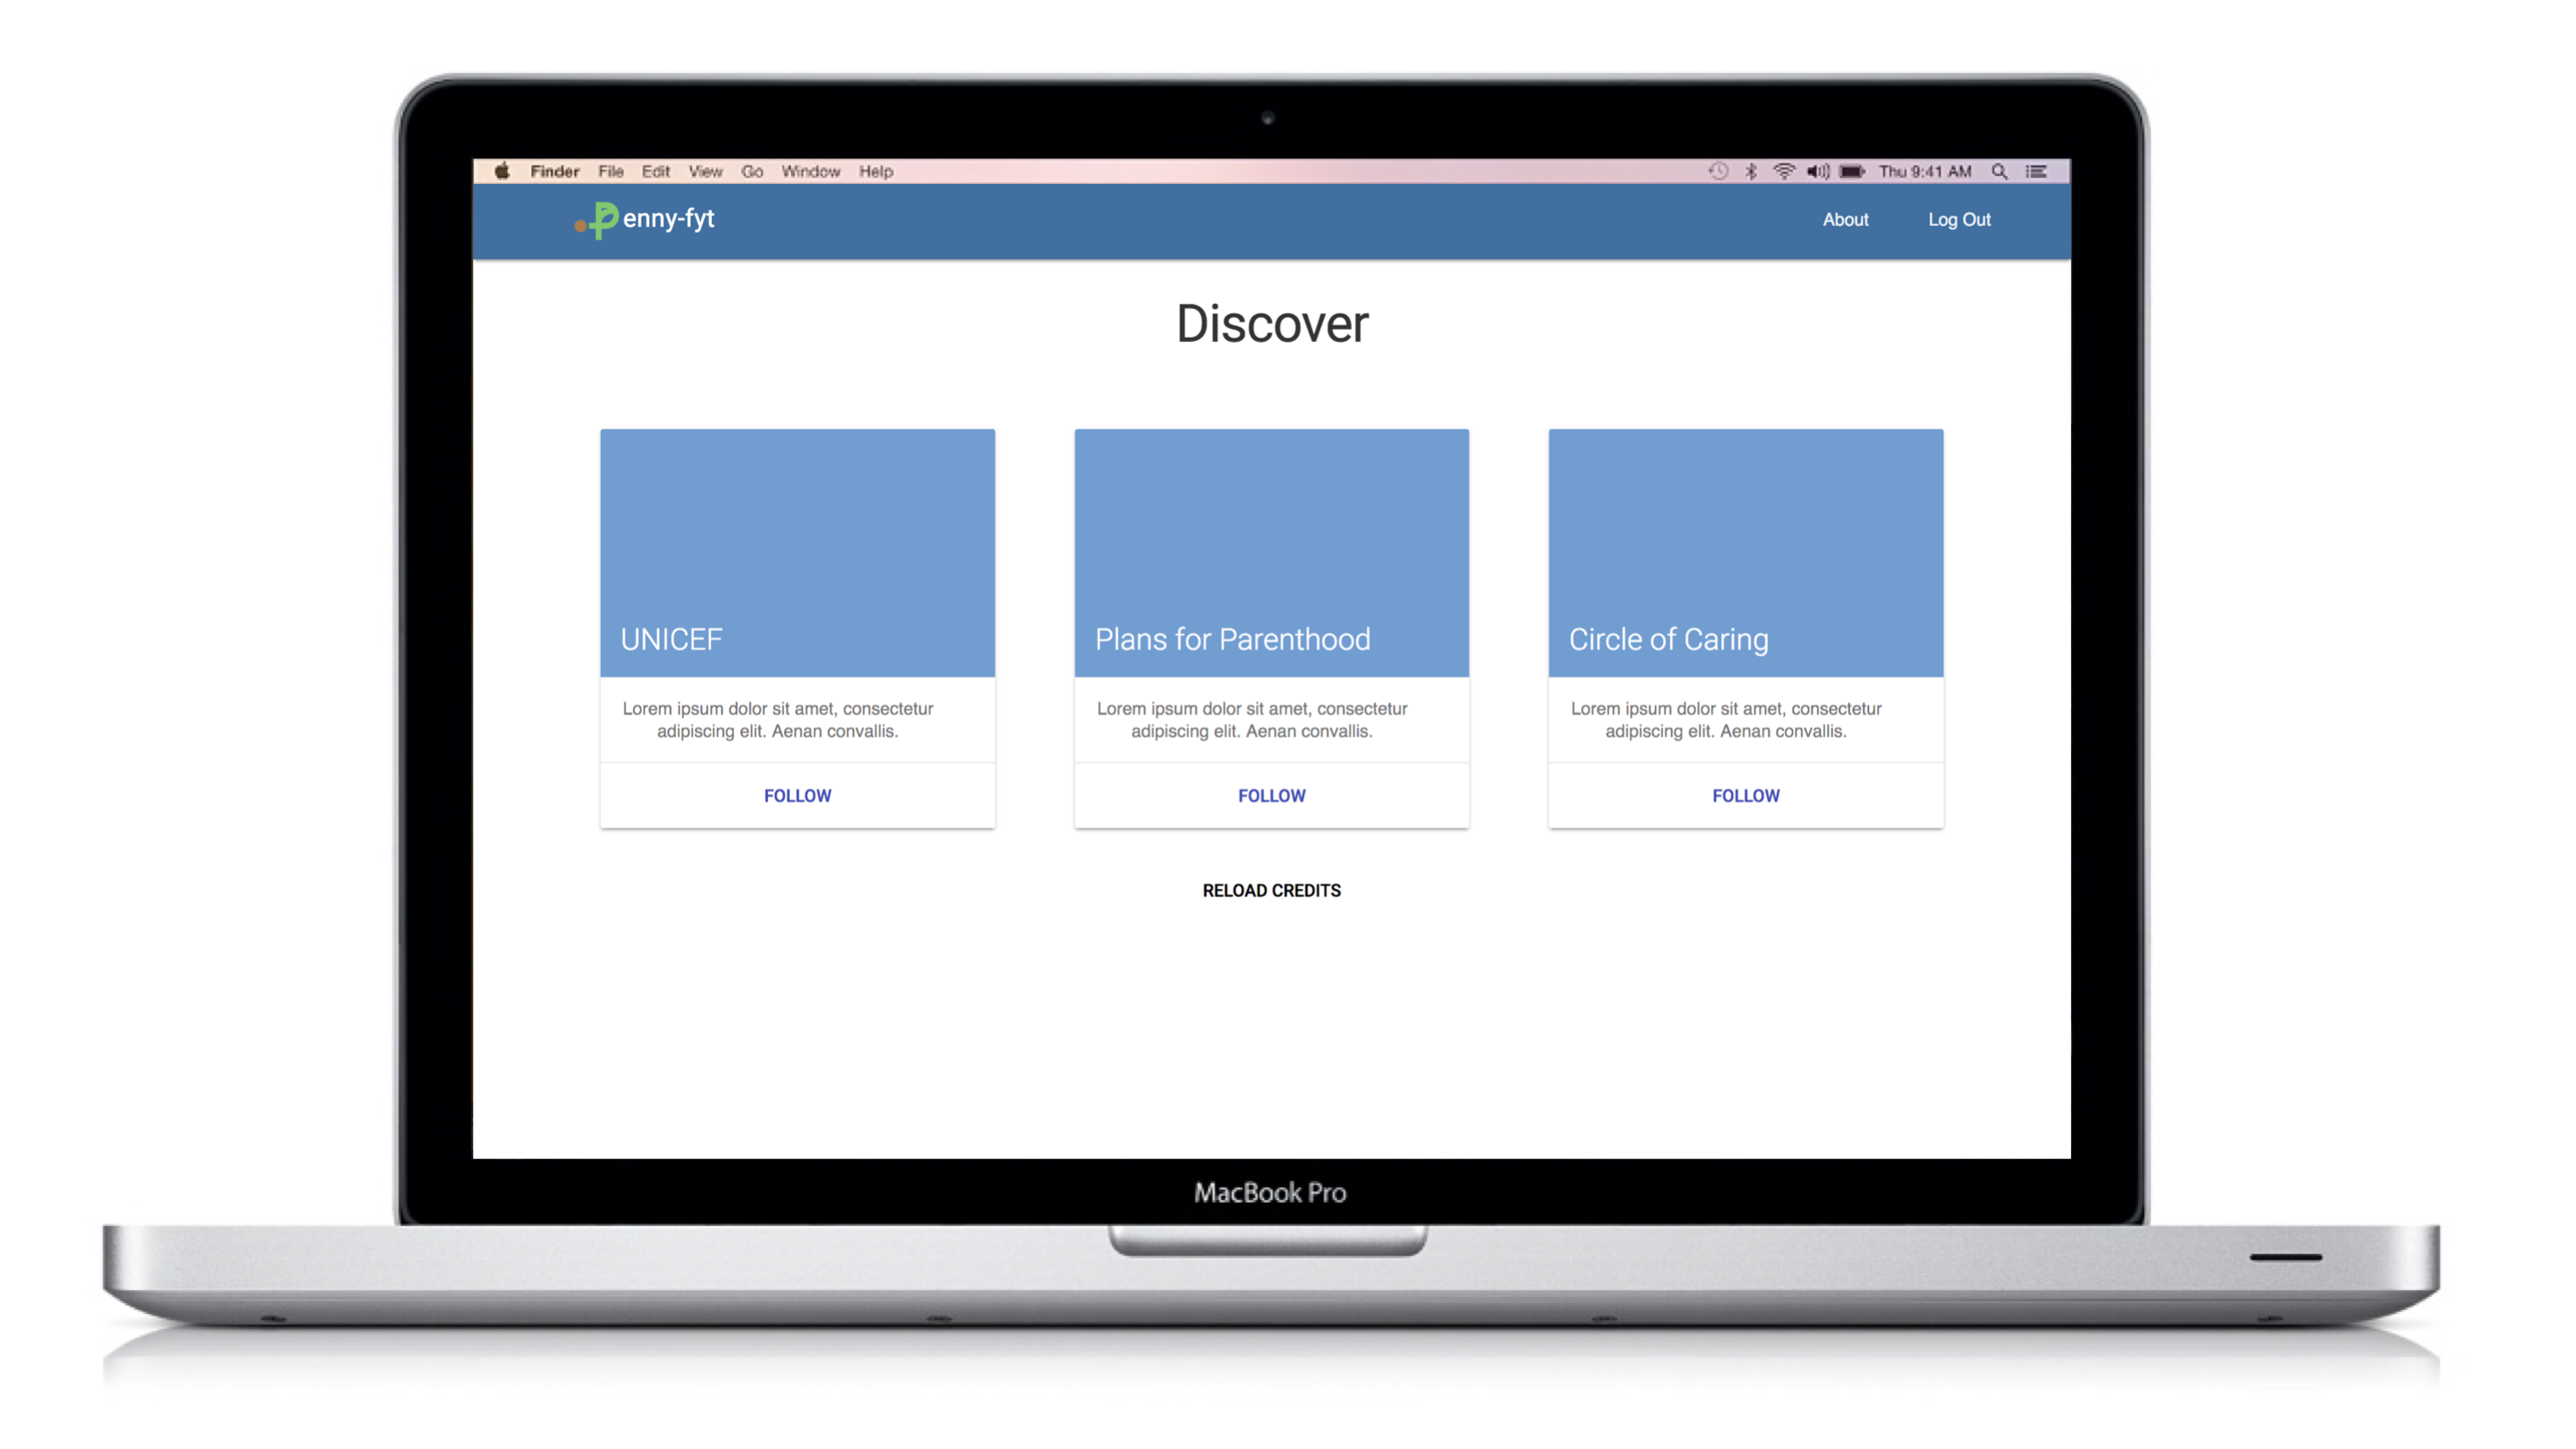 Finder File Edit View Go Window Help Thu 9:41 AM
Penny-fyt About Log Out
Discover
UNICEF
Lorem ipsum dolor sit amet, consectetur
adipiscing elit. Aenan convallis.
FOLLOW
Plans for Parenthood
Lorem ipsum dolor sit amet, consectetur
adipiscing elit. Aenan convallis.
FOLLOW
Circle of Caring
Lorem ipsum dolor sit amet, consectetur
adipiscing elit. Aenan convallis.
FOLLOW
RELOAD CREDITS
MacBook Pro